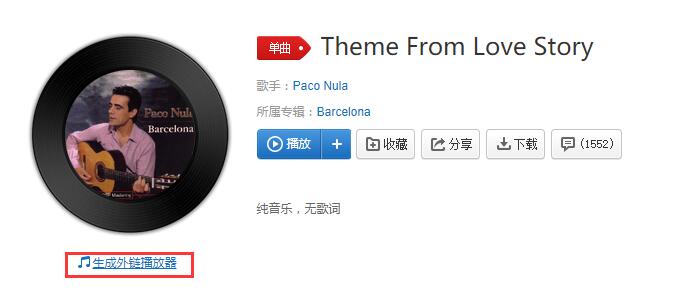 单曲
Theme From Love Story
歌手：Paco Nula
所属专辑：Barcelona
播放
收藏
分享
下载
(1552)
纯音乐，无歌词
Paco Nula
Barcelona
生成外链播放器